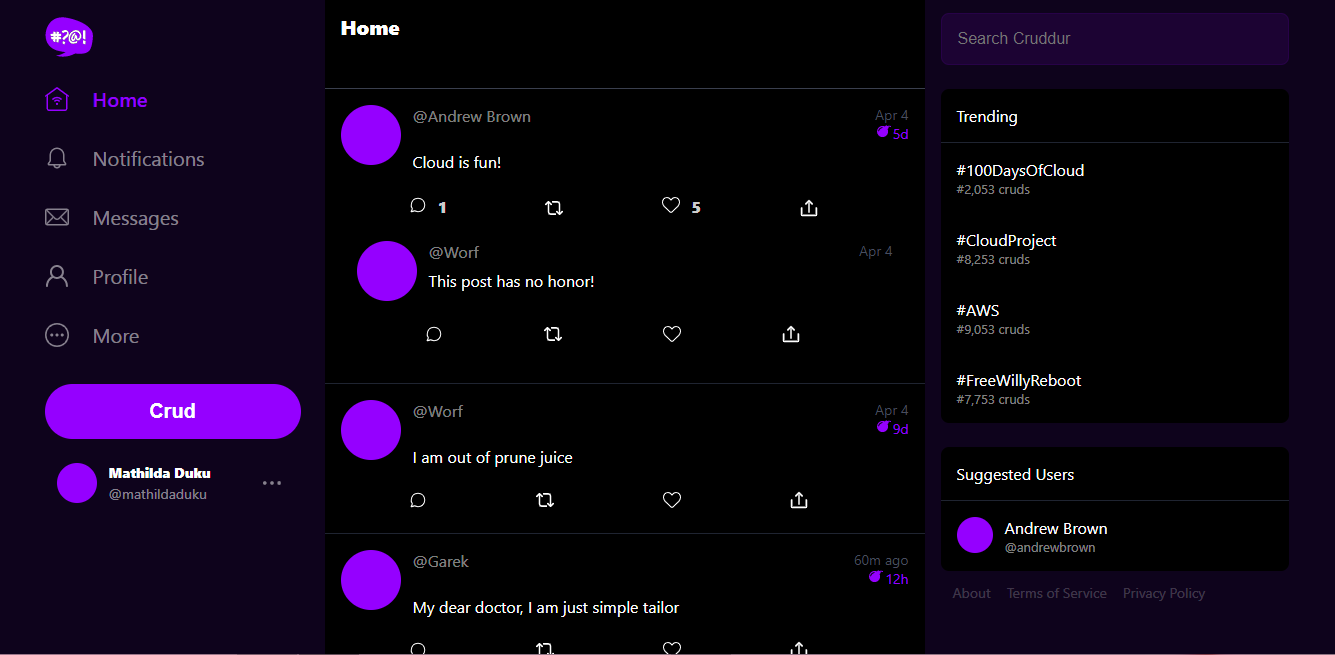 #?@!
Home
Notifications
Messages
Profile
More
Crud
Mathilda Duku
@mathildaduku
Home
@Andrew Brown
Apr 4
5d
Cloud is fun!
1
5
@Worf
Apr 4
This post has no honor!
@Worf
Apr 4
9d
I am out of prune juice
@Garek
60m ago
12h
My dear doctor, I am just simple tailor
Search Cruddur
Trending
#100DaysOfCloud
#2,053 cruds
#CloudProject
#8,253 cruds
#AWS
#9,053 cruds
#FreeWillyReboot
#7,753 cruds
Suggested Users
Andrew Brown
@andrewbrown
About Terms of Service Privacy Policy